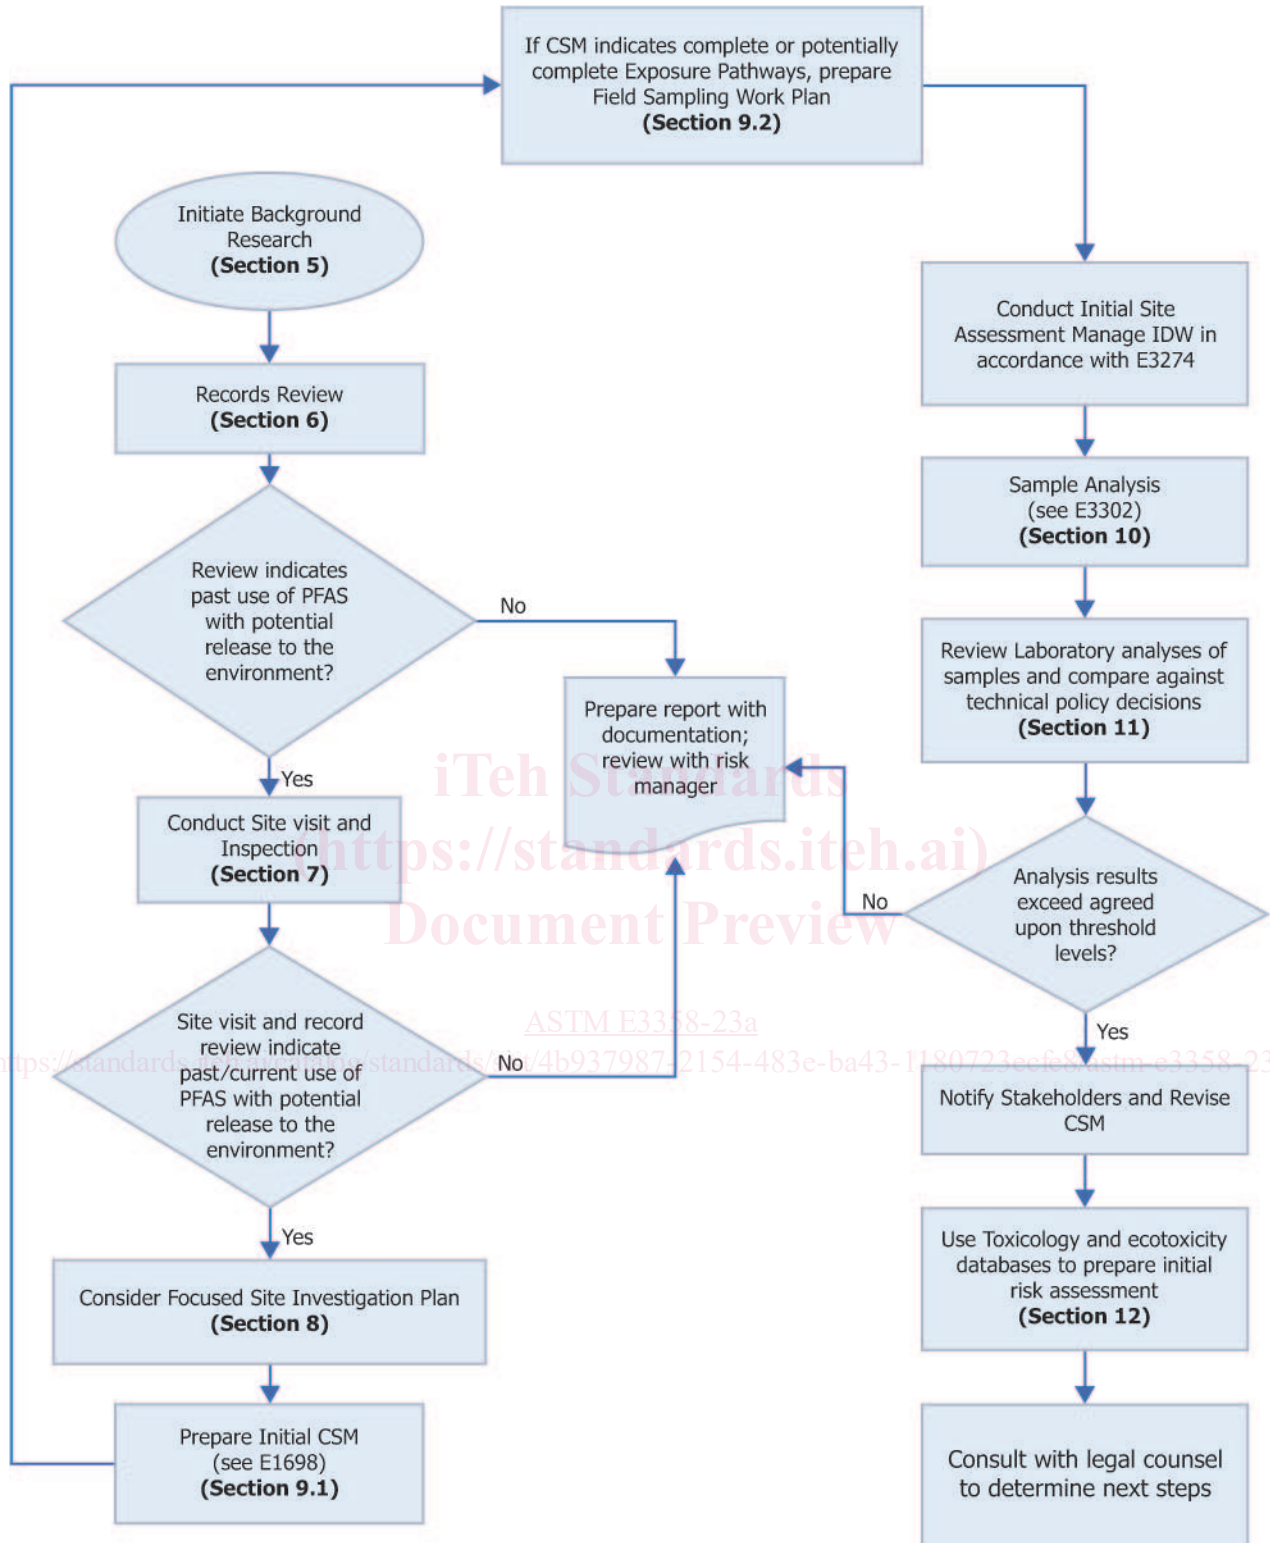 If CSM indicates complete or potentially
complete Exposure Pathways, prepare
Field Sampling Work Plan
(Section 9.2)
Initiate Background
Research
(Section 5)
Records Review
(Section 6)
Review indicates
past use of PFAS
with potential
release to the
environment?
No
Yes
Conduct Site visit and
Inspection
(Section 7)
Site visit and record
review indicate
past/current use of
PFAS with potential
release to the
environment?
No
Yes
Consider Focused Site Investigation Plan
(Section 8)
Prepare Initial CSM
(see E1698)
(Section 9.1)
Prepare report with
documentation;
review with risk
manager
Conduct Initial Site
Assessment Manage IDW in
accordance with E3274
Sample Analysis
(see E3302)
(Section 10)
Review Laboratory analyses of
samples and compare against
technical policy decisions
(Section 11)
Analysis results
exceed agreed
upon threshold
levels?
No
Yes
Notify Stakeholders and Revise
CSM
Use Toxicology and ecotoxicity
databases to prepare initial
risk assessment
(Section 12)
Consult with legal counsel
to determine next steps
iTeh Standards
(https://standards.iteh.ai)
Document Preview
ASTM E3358-23a